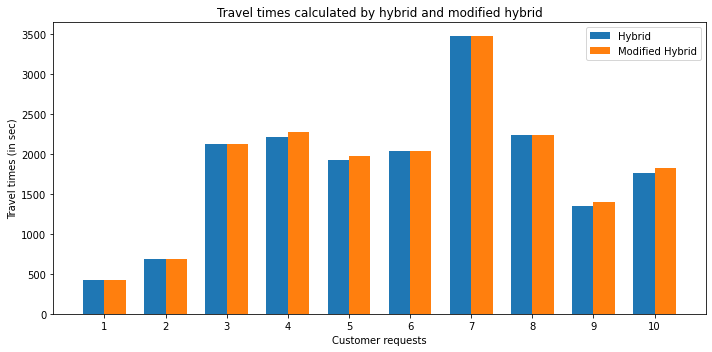 Travel times calculated by hybrid and modified hybrid
Hybrid
Modified Hybrid
Travel times (in sec)
3500
3000
2500
2000
1500
1000
500
0
1 2 3 4 5 6 7 8 9 10
Customer requests